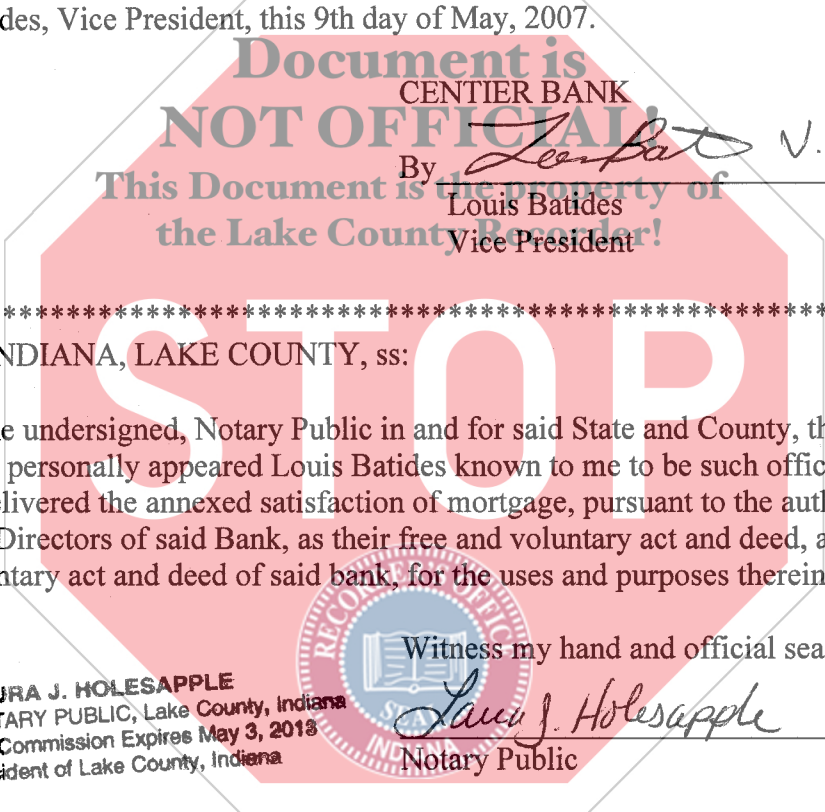 des, Vice President, this 9th day of May, 2007.
Document is
NOT OFFICIAL!
This Document is the property of
the Lake County Recorder!
CENTIER BANK
By V.
Louis Batides
Vice President
STOP
NDIANA, LAKE COUNTY, ss:
e undersigned, Notary Public in and for said State and County, th
personally appeared Louis Batides known to me to be such offic
livered the annexed satisfaction of mortgage, pursuant to the auth
Directors of said Bank, as their free and voluntary act and deed, a
ntary act and deed of said bank, for the uses and purposes therein
RECORDER'S OFFICE
SEAL
INDIANA
Witness my hand and official sea
URA J. HOLESAPPLE
TARY PUBLIC, Lake County, Indiana
Commission Expires May 3, 2013
ident of Lake County, Indiana
Laura J. Holesapple
Notary Public